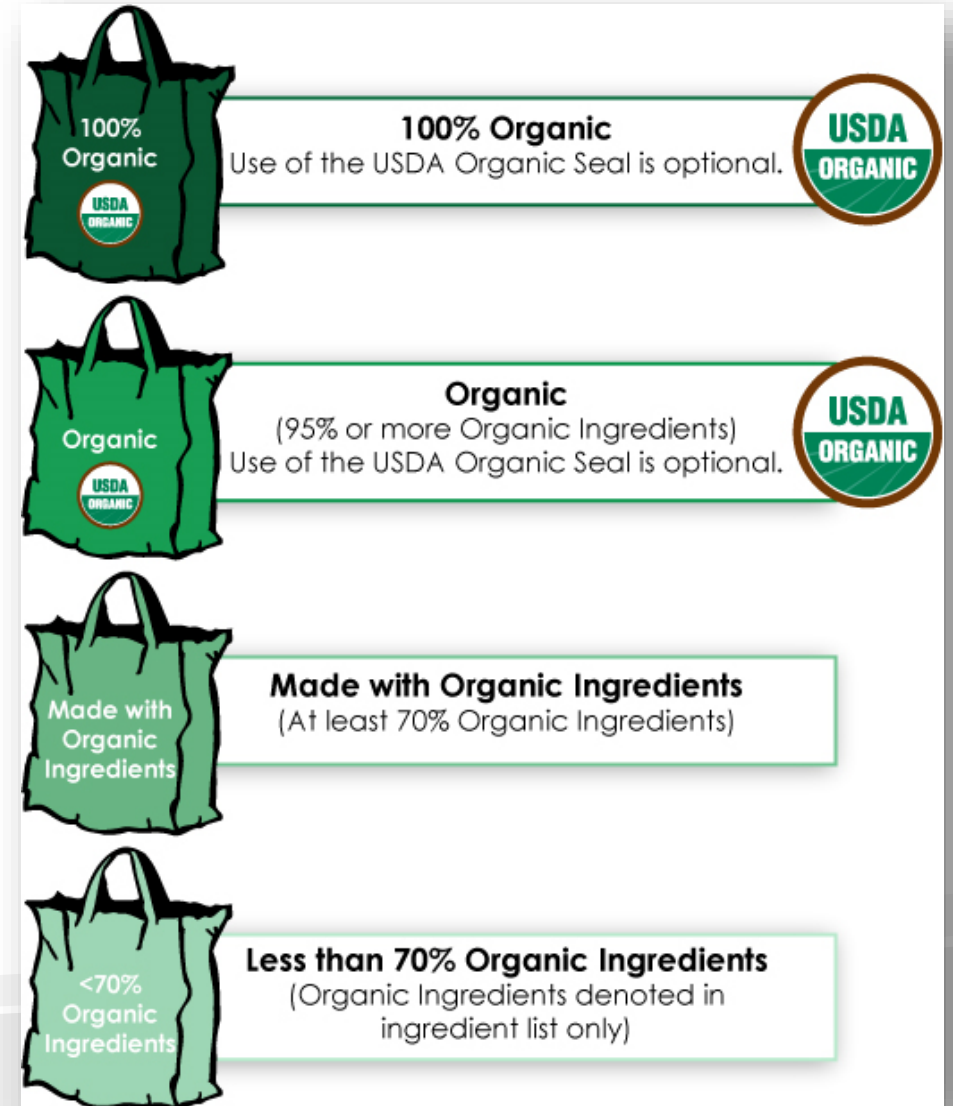 100%
Organic
USDA
ORGANIC
100% Organic
Use of the USDA Organic Seal is optional.
USDA
ORGANIC
Organic
USDA
ORGANIC
Organic
(95% or more Organic Ingredients)
Use of the USDA Organic Seal is optional.
USDA
ORGANIC
Made with
Organic
Ingredients
Made with Organic Ingredients
(At least 70% Organic Ingredients)
<70%
Organic
Ingredients
Less than 70% Organic Ingredients
(Organic Ingredients denoted in
ingredient list only)